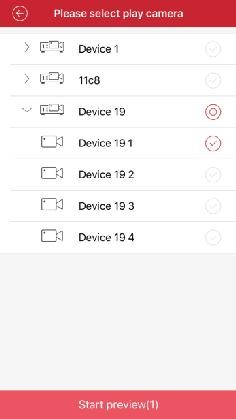 Please select play camera
Device 1
11c8
Device 19
Device 19 1
Device 19 2
Device 19 3
Device 19 4
Start preview(1)